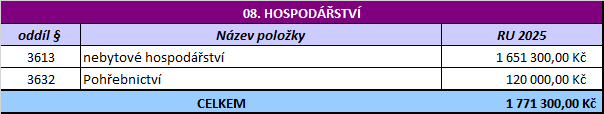 08. HOSPODÁŘSTVÍ
oddíl § Název položky RU 2025
3613 nebytové hospodářství 1 651 300,00 Kč
3632 Pohřebnictví 120 000,00 Kč
CELKEM 1 771 300,00 Kč